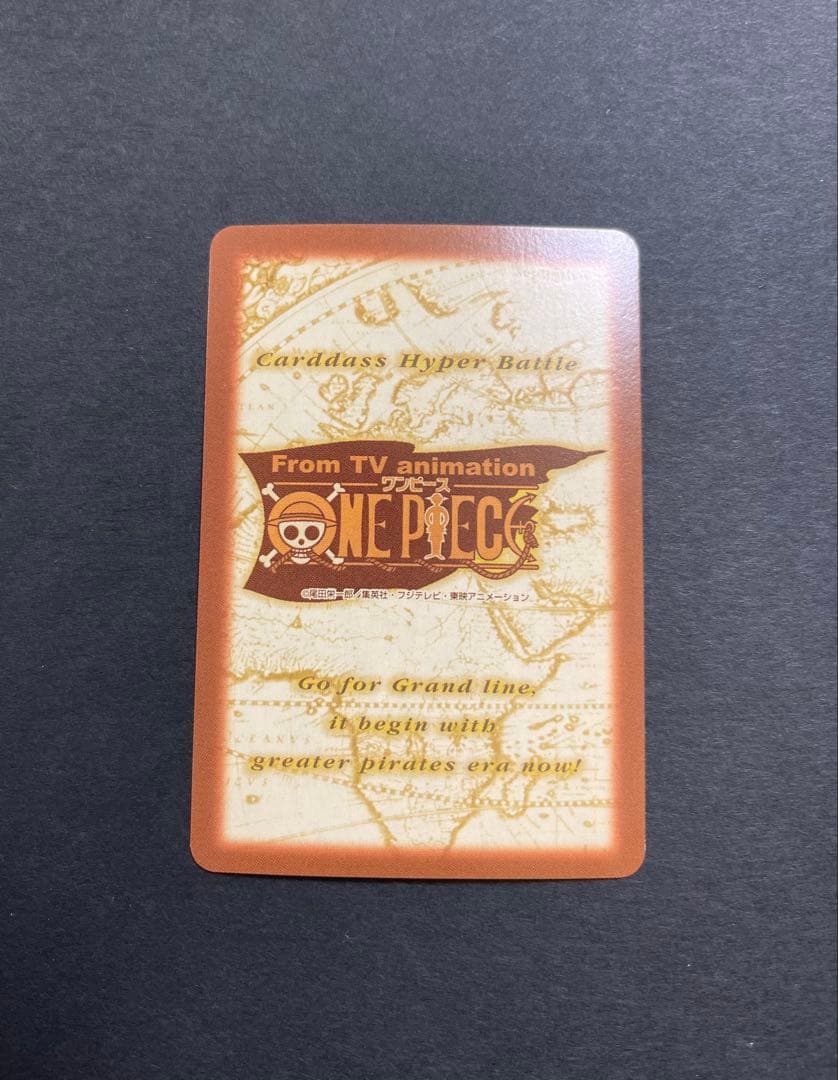 Carddass Hyper Battle
From TV animation
ワンピース
ONE PIECE
©尾田栄一郎／集英社・フジテレビ・東映アニメーション
Go for Grand line,
it begin with
greater pirates era now!